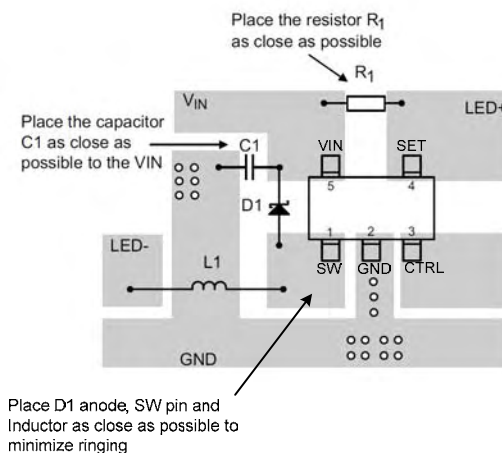 Place the resistor R1
as close as possible
R1
VIN
LED+
Place the capacitor
C1 as close as
possible to the VIN
C1
VIN
SET
5
4
D1
1
2
3
LED-
L1
SW
GND
CTRL
GND
Place D1 anode, SW pin and
Inductor as close as possible to
minimize ringing